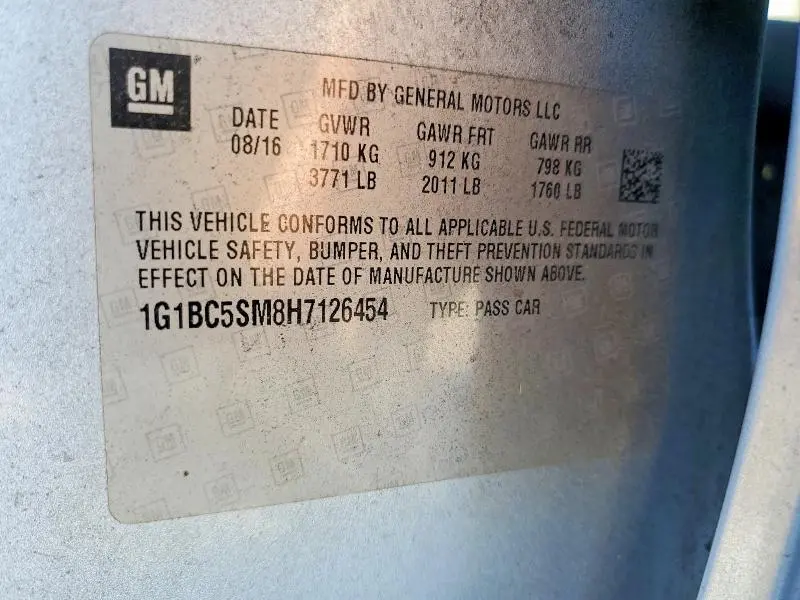 GM
MFD BY GENERAL MOTORS LLC
DATE GVWR GAWR FRT GAWR RR
08/16 1710 KG 912 KG 798 KG
3771 LB 2011 LB 1760 LB
THIS VEHICLE CONFORMS TO ALL APPLICABLE U.S. FEDERAL MOTOR
VEHICLE SAFETY, BUMPER, AND THEFT PREVENTION STANDARDS IN
EFFECT ON THE DATE OF MANUFACTURE SHOWN ABOVE.
1G1BC5SM8H7126454 TYPE: PASS CAR